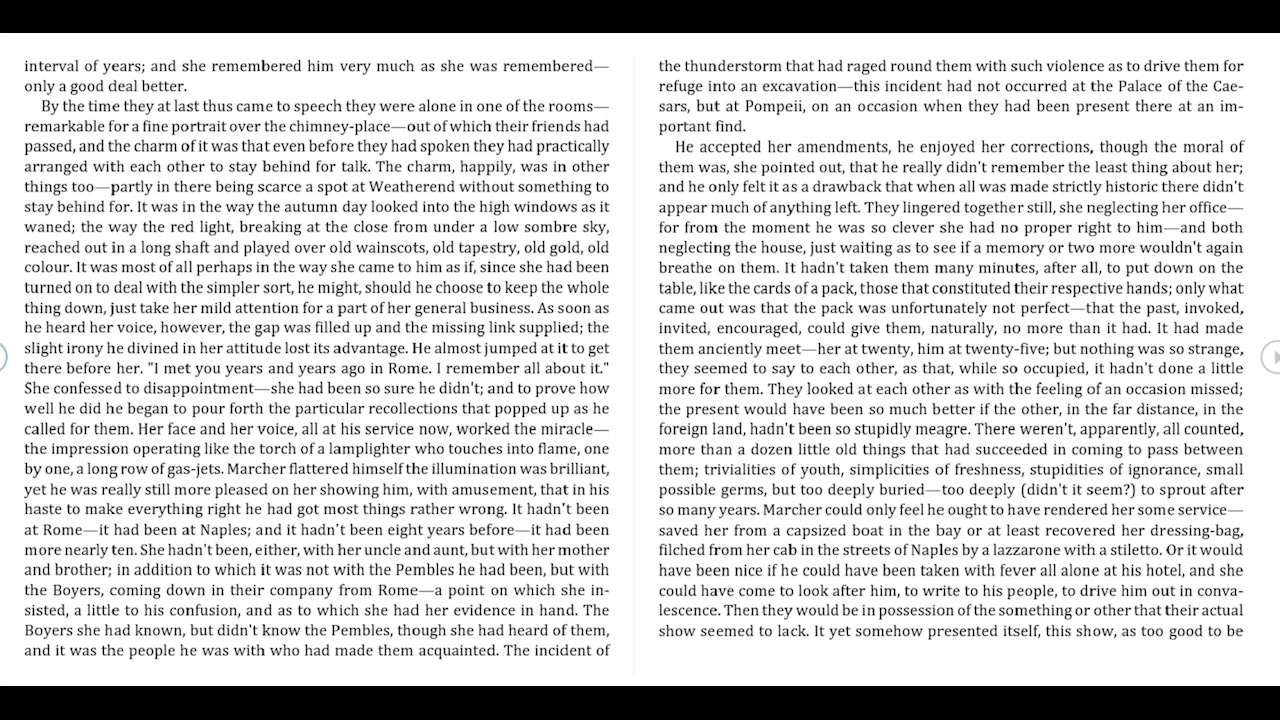 interval of years; and she remembered him very much as she was remembered—
only a good deal better.
By the time they at last thus came to speech they were alone in one of the rooms—
remarkable for a fine portrait over the chimney-place—out of which their friends had
passed, and the charm of it was that even before they had spoken they had practically
arranged with each other to stay behind for talk. The charm, happily, was in other
things too—partly in there being scarce a spot at Weatherend without something to
stay behind for. It was in the way the autumn day looked into the high windows as it
waned; the way the red light, breaking at the close from under a low sombre sky,
reached out in a long shaft and played over old wainscots, old tapestry, old gold, old
colour. It was most of all perhaps in the way she came to him as if, since she had been
turned on to deal with the simpler sort, he might, should he choose to keep the whole
thing down, just take her mild attention for a part of her general business. As soon as
he heard her voice, however, the gap was filled up and the missing link supplied; the
slight irony he divined in her attitude lost its advantage. He almost jumped at it to get
there before her. "I met you years and years ago in Rome. I remember all about it."
She confessed to disappointment—she had been so sure he didn't; and to prove how
well he did he began to pour forth the particular recollections that popped up as he
called for them. Her face and her voice, all at his service now, worked the miracle—
the impression operating like the torch of a lamplighter who touches into flame, one
by one, a long row of gas-jets. Marcher flattered himself the illumination was brilliant,
yet he was really still more pleased on her showing him, with amusement, that in his
haste to make everything right he had got most things rather wrong. It hadn't been
at Rome—it had been at Naples; and it hadn't been eight years before—it had been
more nearly ten. She hadn't been, either, with her uncle and aunt, but with her mother
and brother; in addition to which it was not with the Pembles he had been, but with
the Boyers, coming down in their company from Rome—a point on which she in-
sisted, a little to his confusion, and as to which she had her evidence in hand. The
Boyers she had known, but didn't know the Pembles, though she had heard of them,
and it was the people he was with who had made them acquainted. The incident of
the thunderstorm that had raged round them with such violence as to drive them for
refuge into an excavation—this incident had not occurred at the Palace of the Cae-
sars, but at Pompeii, on an occasion when they had been present there at an im-
portant find.
He accepted her amendments, he enjoyed her corrections, though the moral of
them was, she pointed out, that he really didn't remember the least thing about her;
and he only felt it as a drawback that when all was made strictly historic there didn't
appear much of anything left. They lingered together still, she neglecting her office—
for from the moment he was so clever she had no proper right to him—and both
neglecting the house, just waiting as to see if a memory or two more wouldn't again
breathe on them. It hadn't taken them many minutes, after all, to put down on the
table, like the cards of a pack, those that constituted their respective hands; only what
came out was that the pack was unfortunately not perfect—that the past, invoked,
invited, encouraged, could give them, naturally, no more than it had. It had made
them anciently meet—her at twenty, him at twenty-five; but nothing was so strange,
they seemed to say to each other, as that, while so occupied, it hadn't done a little
more for them. They looked at each other as with the feeling of an occasion missed;
the present would have been so much better if the other, in the far distance, in the
foreign land, hadn't been so stupidly meagre. There weren't, apparently, all counted,
more than a dozen little old things that had succeeded in coming to pass between
them; trivialities of youth, simplicities of freshness, stupidities of ignorance, small
possible germs, but too deeply buried—too deeply (didn't it seem?) to sprout after
so many years. Marcher could only feel he ought to have rendered her some service—
saved her from a capsized boat in the bay or at least recovered her dressing-bag,
filched from her cab in the streets of Naples by a lazzarone with a stiletto. Or it would
have been nice if he could have been taken with fever all alone at his hotel, and she
could have come to look after him, to write to his people, to drive him out in conva-
lescence. Then they would be in possession of the something or other that their actual
show seemed to lack. It yet somehow presented itself, this show, as too good to be